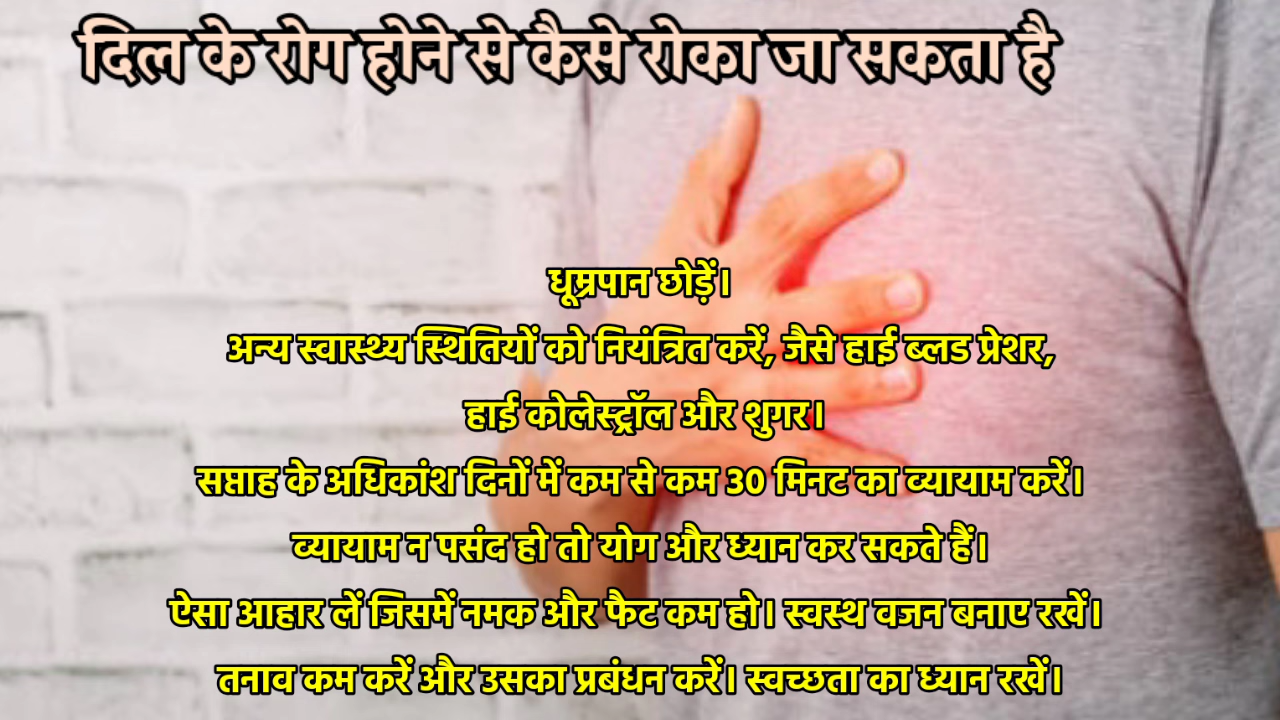 दिल के रोग होने से कैसे रोका जा सकता है
धूम्रपान छोड़ें।
अन्य स्वास्थ्य स्थितियों को नियंत्रित करें, जैसे हाई ब्लड प्रेशर,
हाई कोलेस्ट्रॉल और शुगर।
सप्ताह के अधिकांश दिनों में कम से कम 30 मिनट का व्यायाम करें।
व्यायाम न पसंद हो तो योग और ध्यान कर सकते हैं।
ऐसा आहार लें जिसमें नमक और फैट कम हो। स्वस्थ वजन बनाए रखें।
तनाव कम करें और उसका प्रबंधन करें। स्वच्छता का ध्यान रखें।